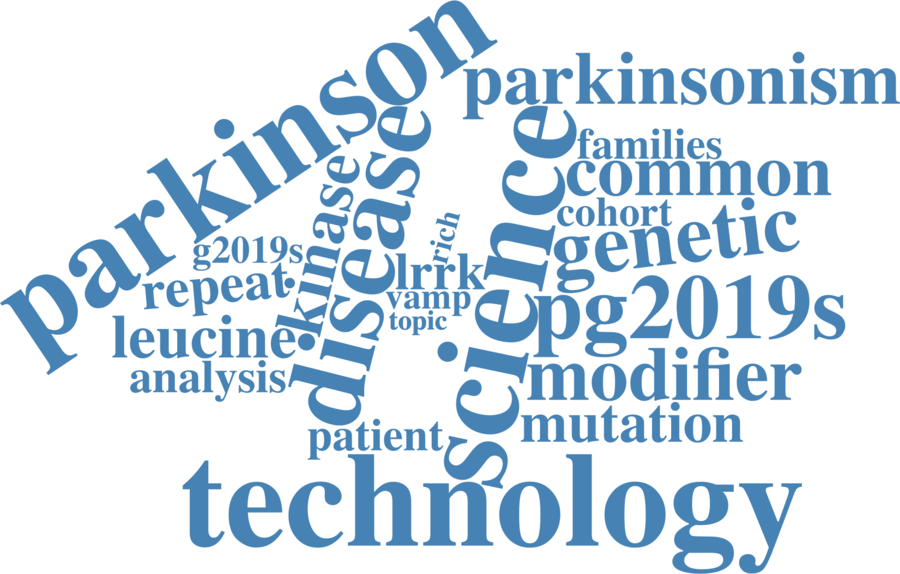 parkinson
parkinsonism
disease
science
families
common
kinase
cohort
rich
genetic
g2019s
lrrk
repeat
vamp
pg2019s
topic
leucine
analysis
modifier
mutation
patient
technology